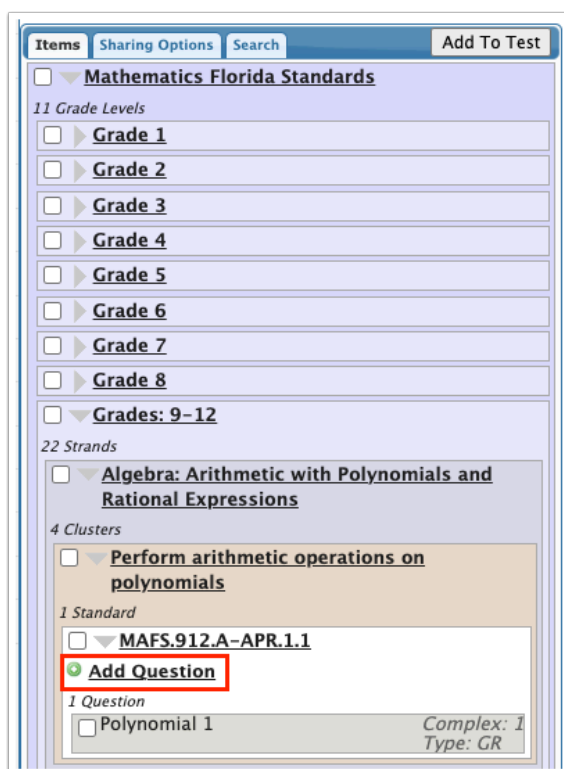 Items Sharing Options Search Add To Test
Mathematics Florida Standards
11 Grade Levels
Grade 1
Grade 2
Grade 3
Grade 4
Grade 5
Grade 6
Grade 7
Grade 8
Grades: 9-12
22 Strands
Algebra: Arithmetic with Polynomials and
Rational Expressions
4 Clusters
Perform arithmetic operations on
polynomials
1 Standard
MAFS.912.A-APR.1.1
Add Question
1 Question
Polynomial 1 Complex: 1
Type: GR